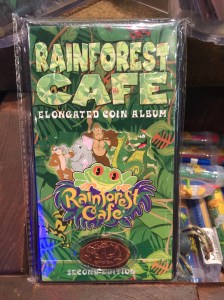 RAINFOREST
CAFE
ELONGATED COIN ALBUM
Rainforest
Cafe
SECOND EDITION